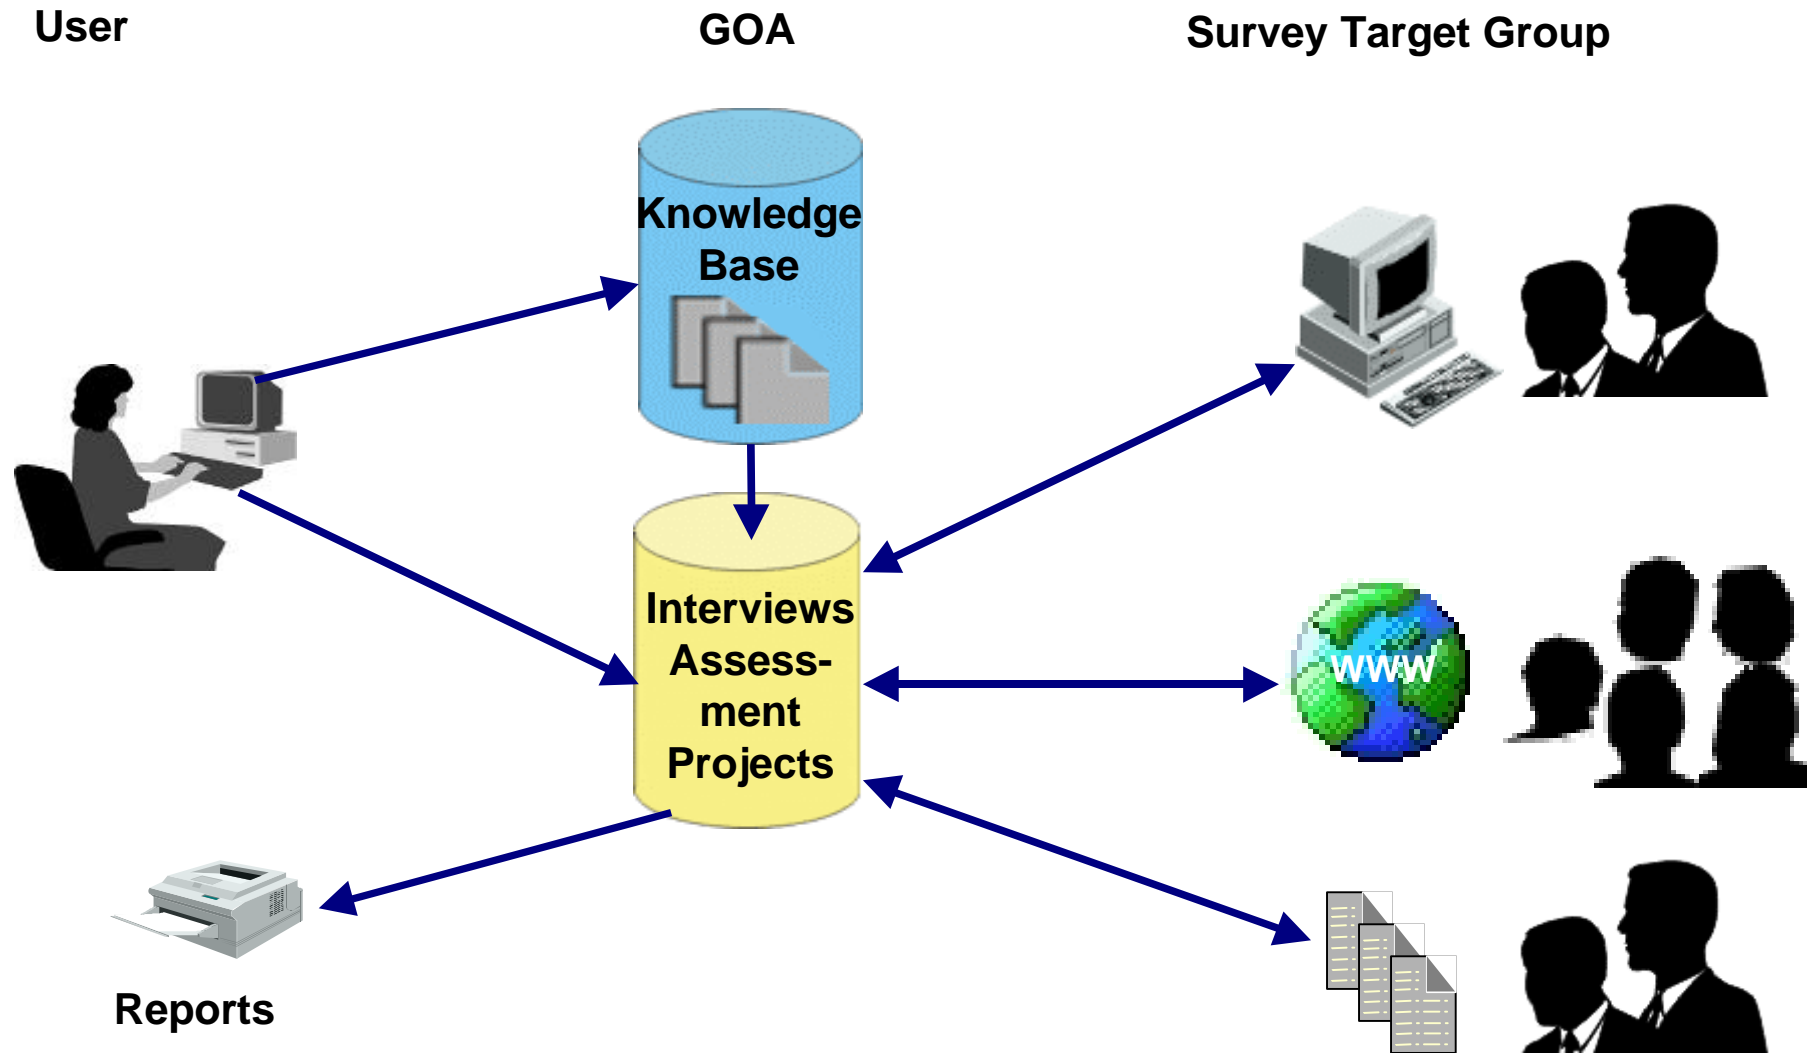 User
GOA
Survey Target Group
Knowledge
Base
Interviews
Assess-
ment
Projects
www
Reports